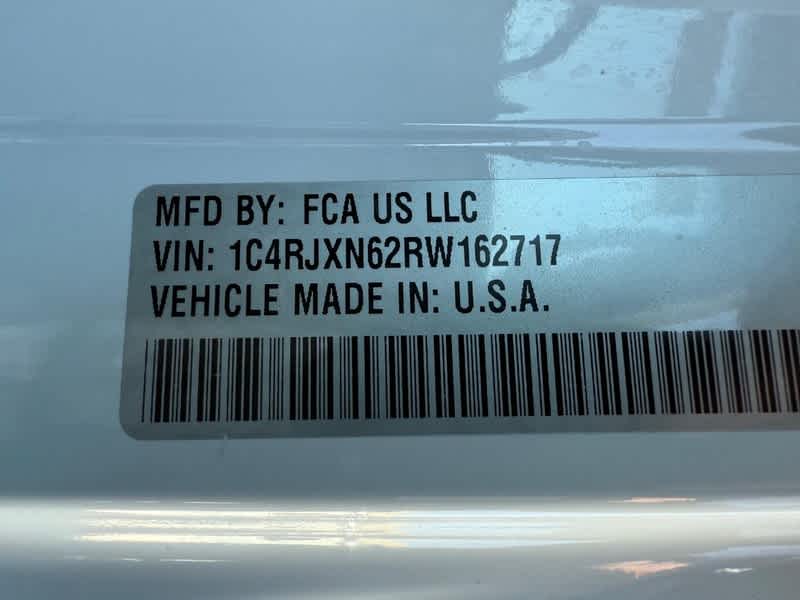 MFD BY: FCA US LLC
VIN: 1C4RJXN62RW162717
VEHICLE MADE IN: U.S.A.